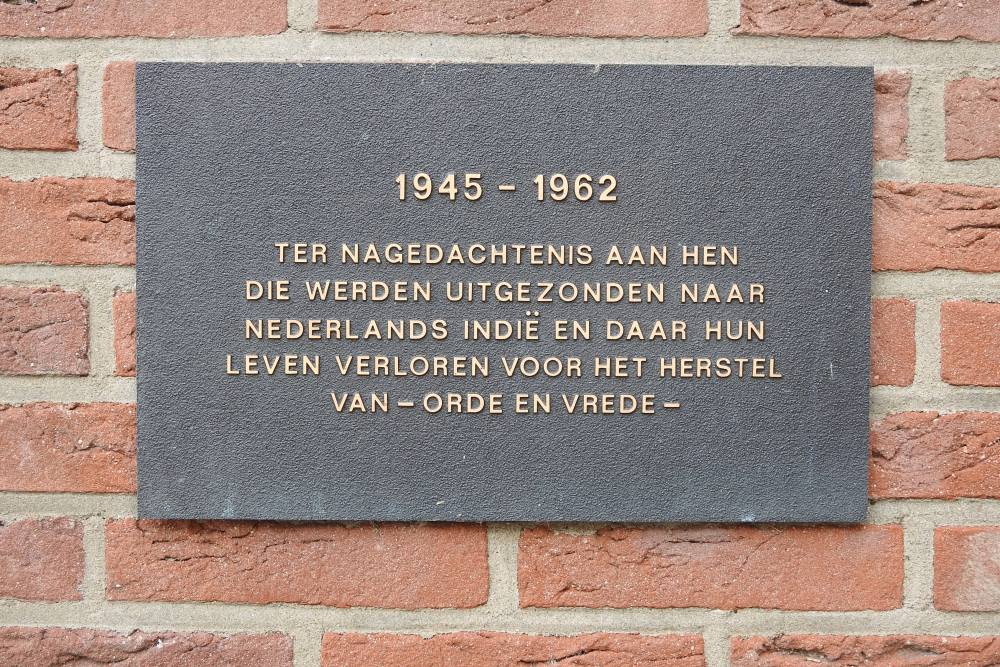 1945 - 1962
TER NAGEDACHTENIS AAN HEN
DIE WERDEN UITGEZONDEN NAAR
NEDERLANDS INDIË EN DAAR HUN
LEVEN VERLOREN VOOR HET HERSTEL
VAN - ORDE EN VREDE -